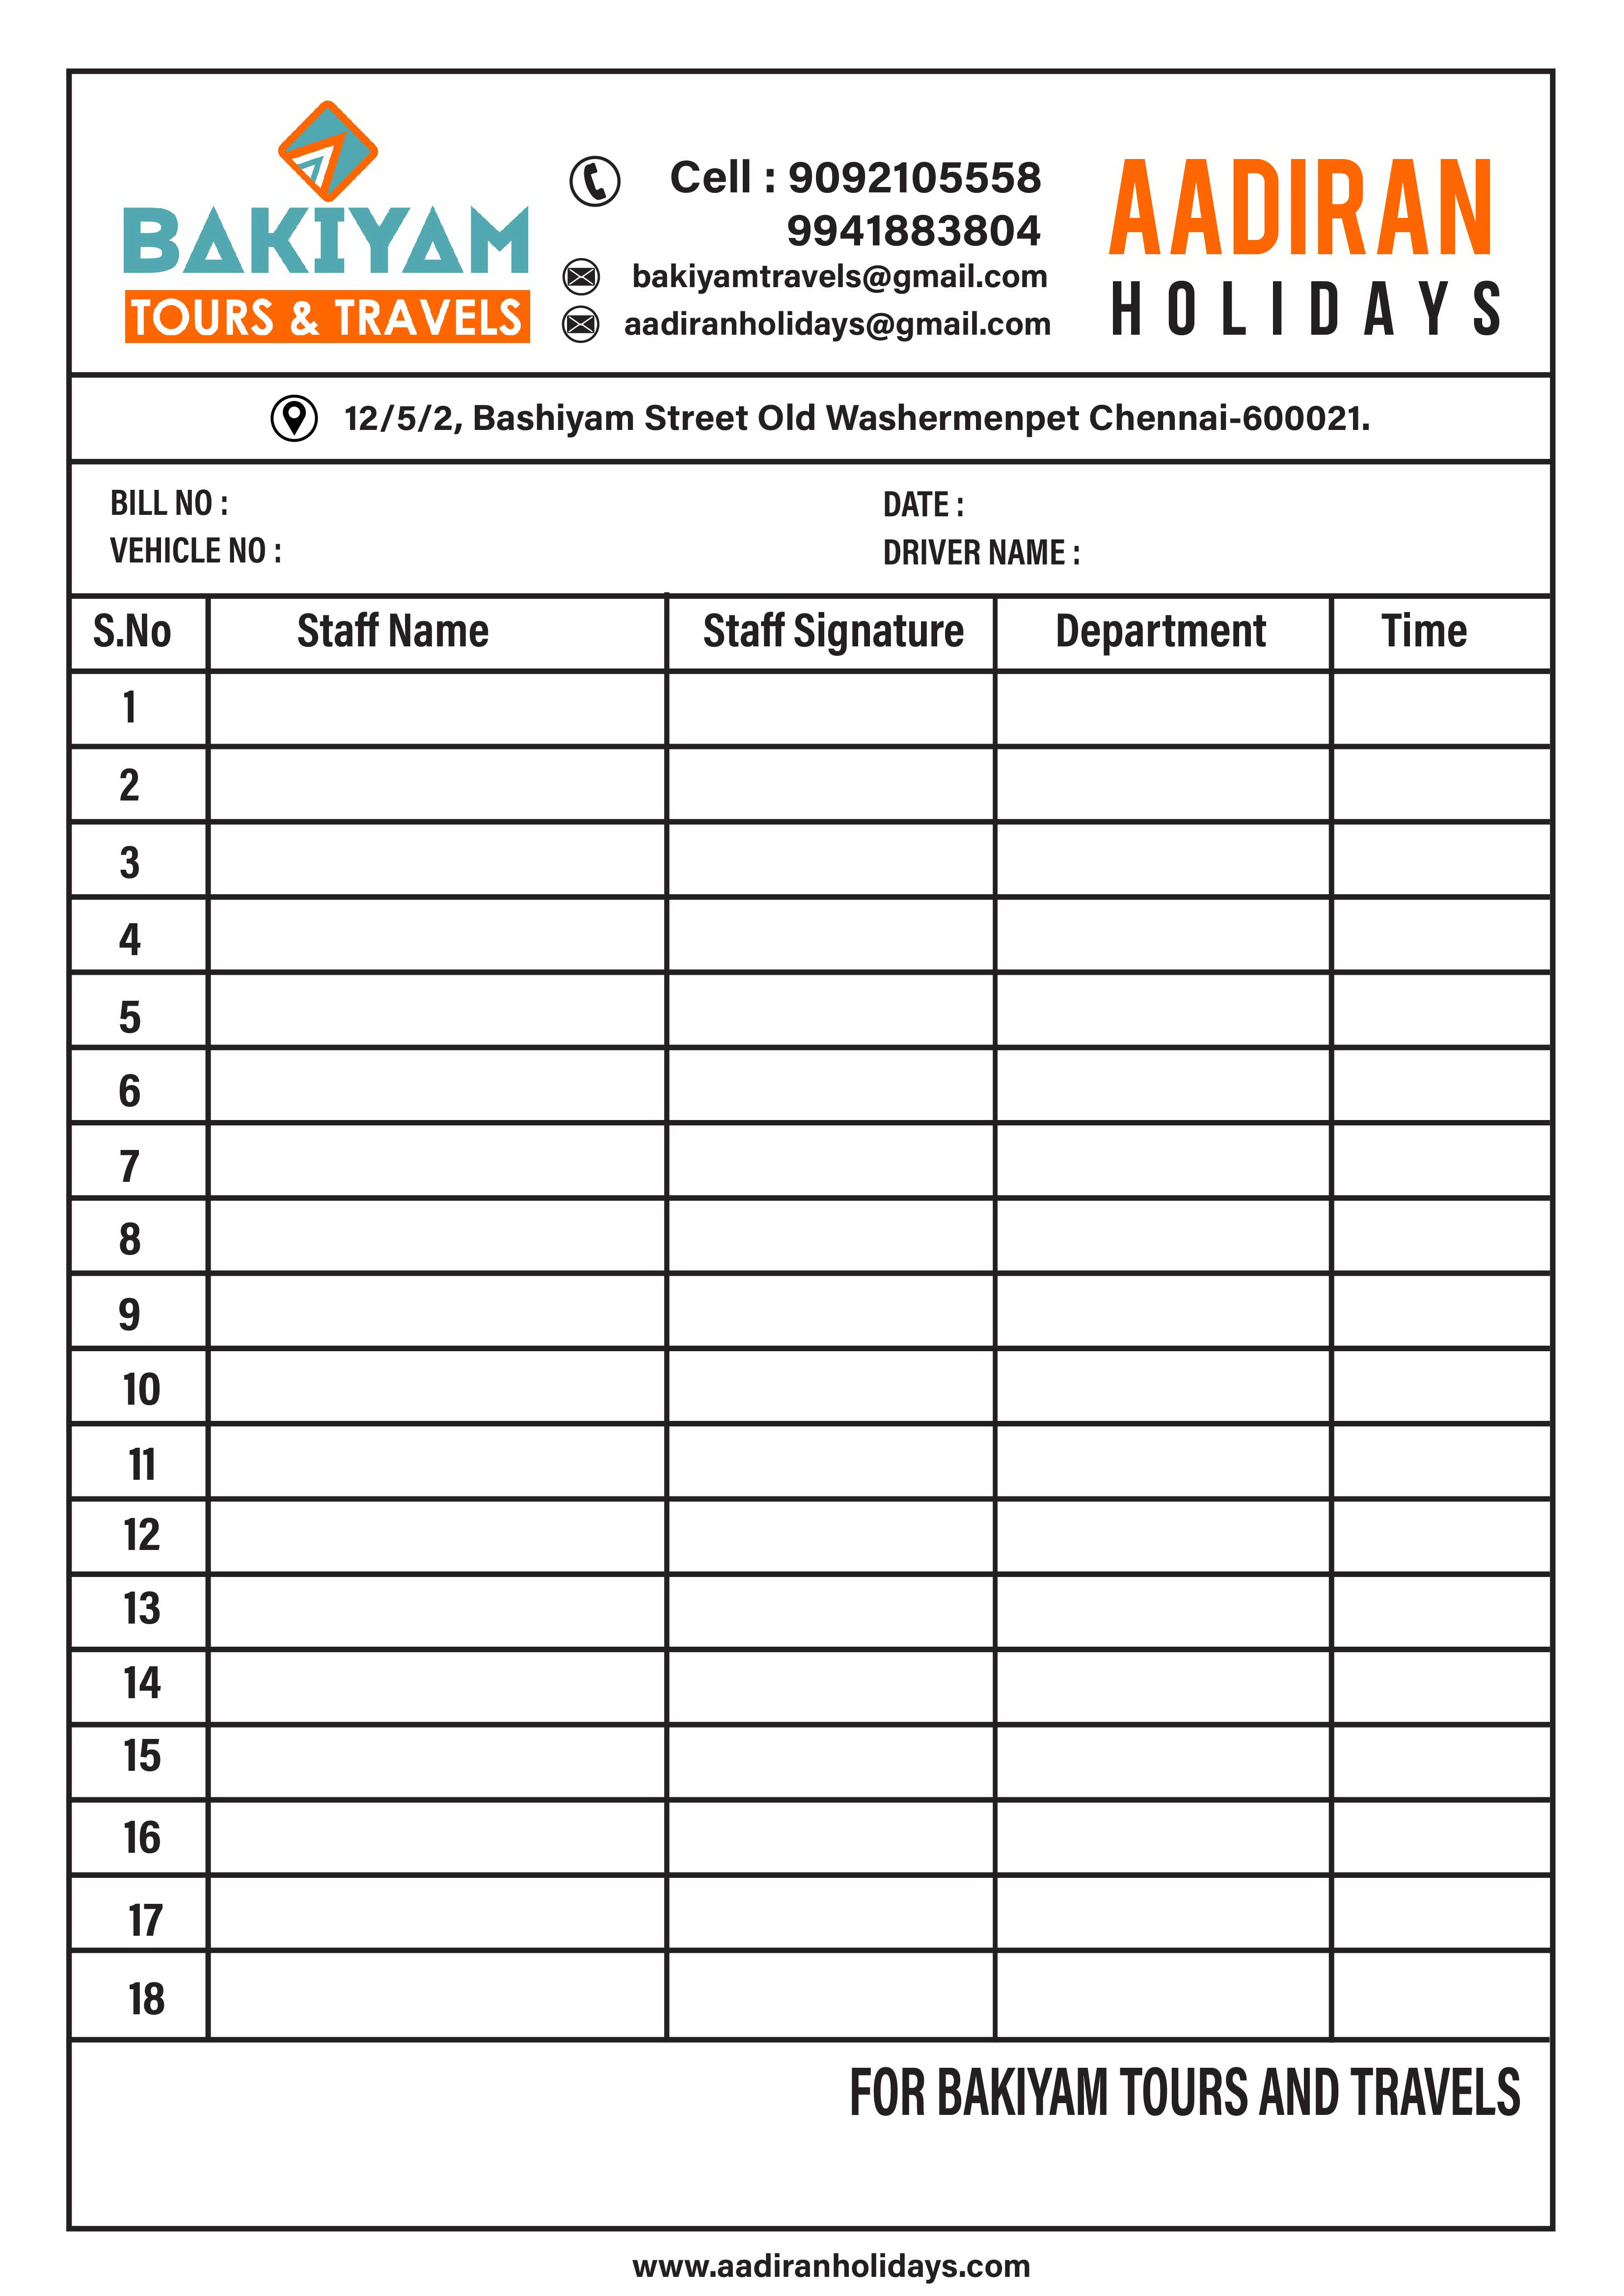 BAKIYAM
TOURS & TRAVELS
Cell : 9092105558
9941883804
bakiyamtravels@gmail.com
aadiranholidays@gmail.com
AADIRAN
HOLIDAYS
12/5/2, Bashiyam Street Old Washermenpet Chennai-600021.
BILL NO :
DATE :
VEHICLE NO :
DRIVER NAME :
S.No Staff Name Staff Signature Department Time
1
2
3
4
5
6
7
8
9
10
11
12
13
14
15
16
17
18
FOR BAKIYAM TOURS AND TRAVELS
www.aadiranholidays.com